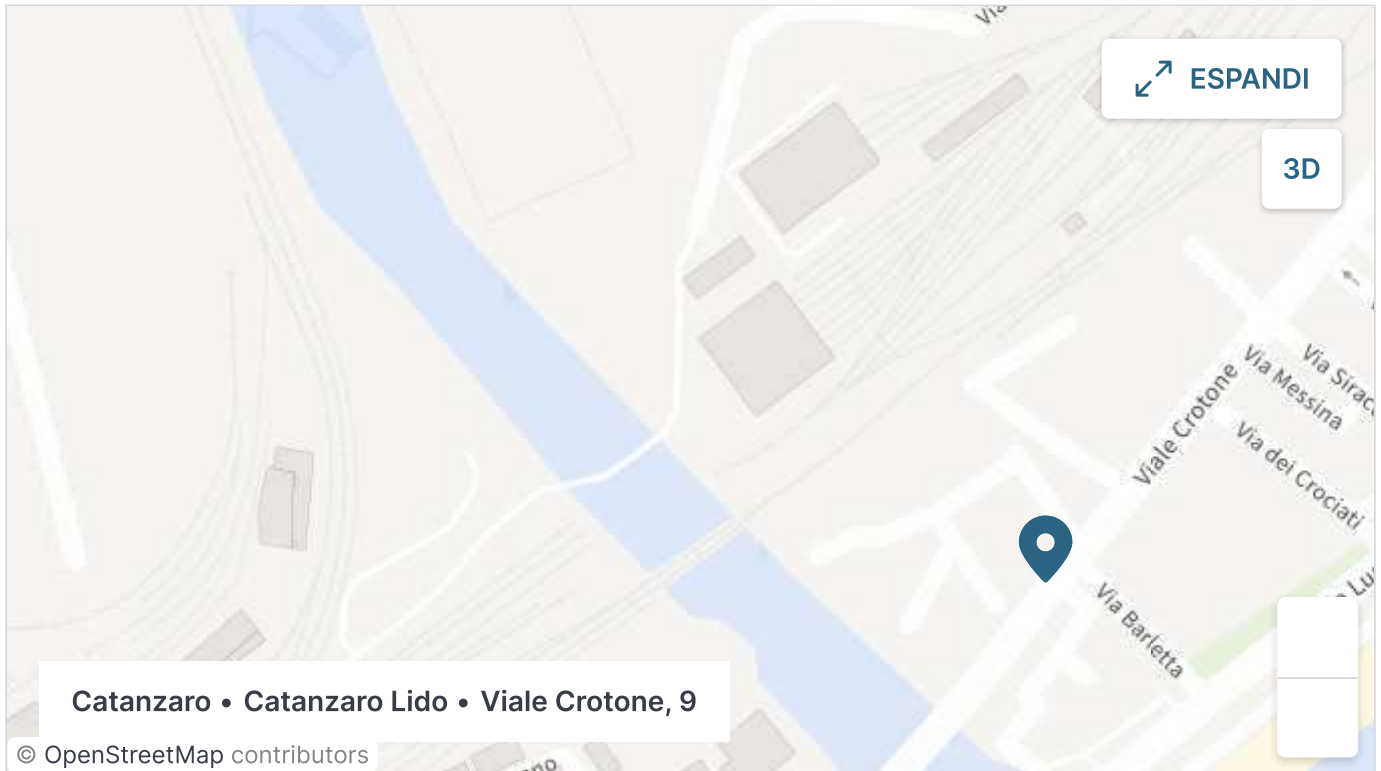 ESPANDI
3D
Via
Via Messina
Viale Crotone
Via dei Crociati
Via Barletta
Catanzaro • Catanzaro Lido • Viale Crotone, 9
© OpenStreetMap contributors